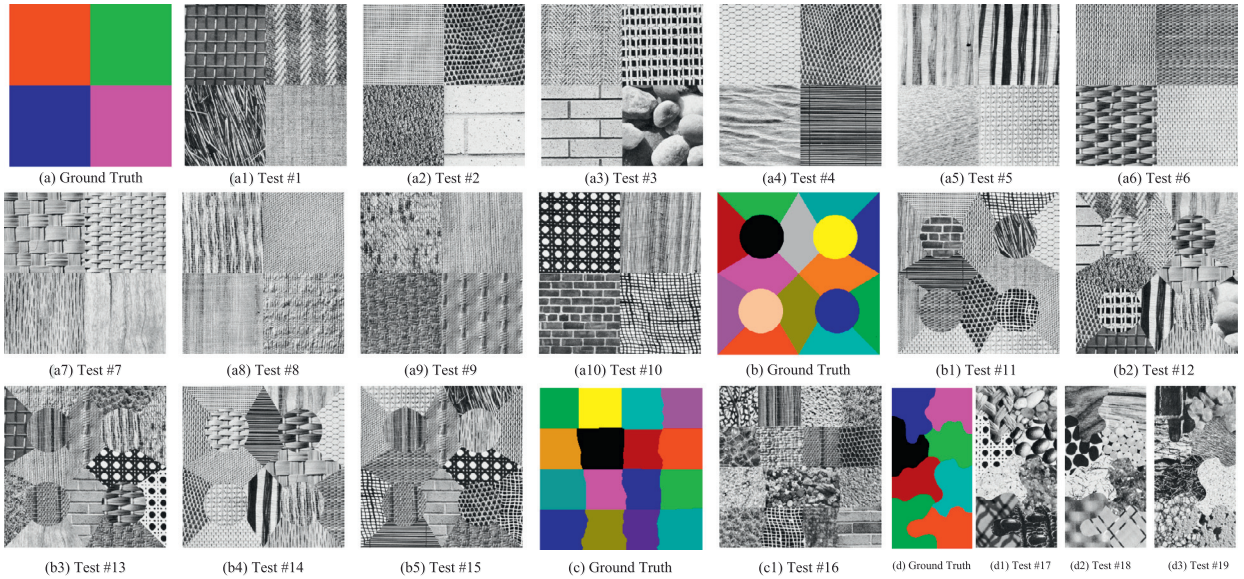 (a) Ground Truth
(a1) Test #1
(a2) Test #2
(a3) Test #3
(a4) Test #4
(a5) Test #5
(a6) Test #6
(a7) Test #7
(a8) Test #8
(a9) Test #9
(a10) Test #10
(b) Ground Truth
(b1) Test #11
(b2) Test #12
(b3) Test #13
(b4) Test #14
(b5) Test #15
(c) Ground Truth
(c1) Test #16
(d) Ground Truth
(d1) Test #17
(d2) Test #18
(d3) Test #19